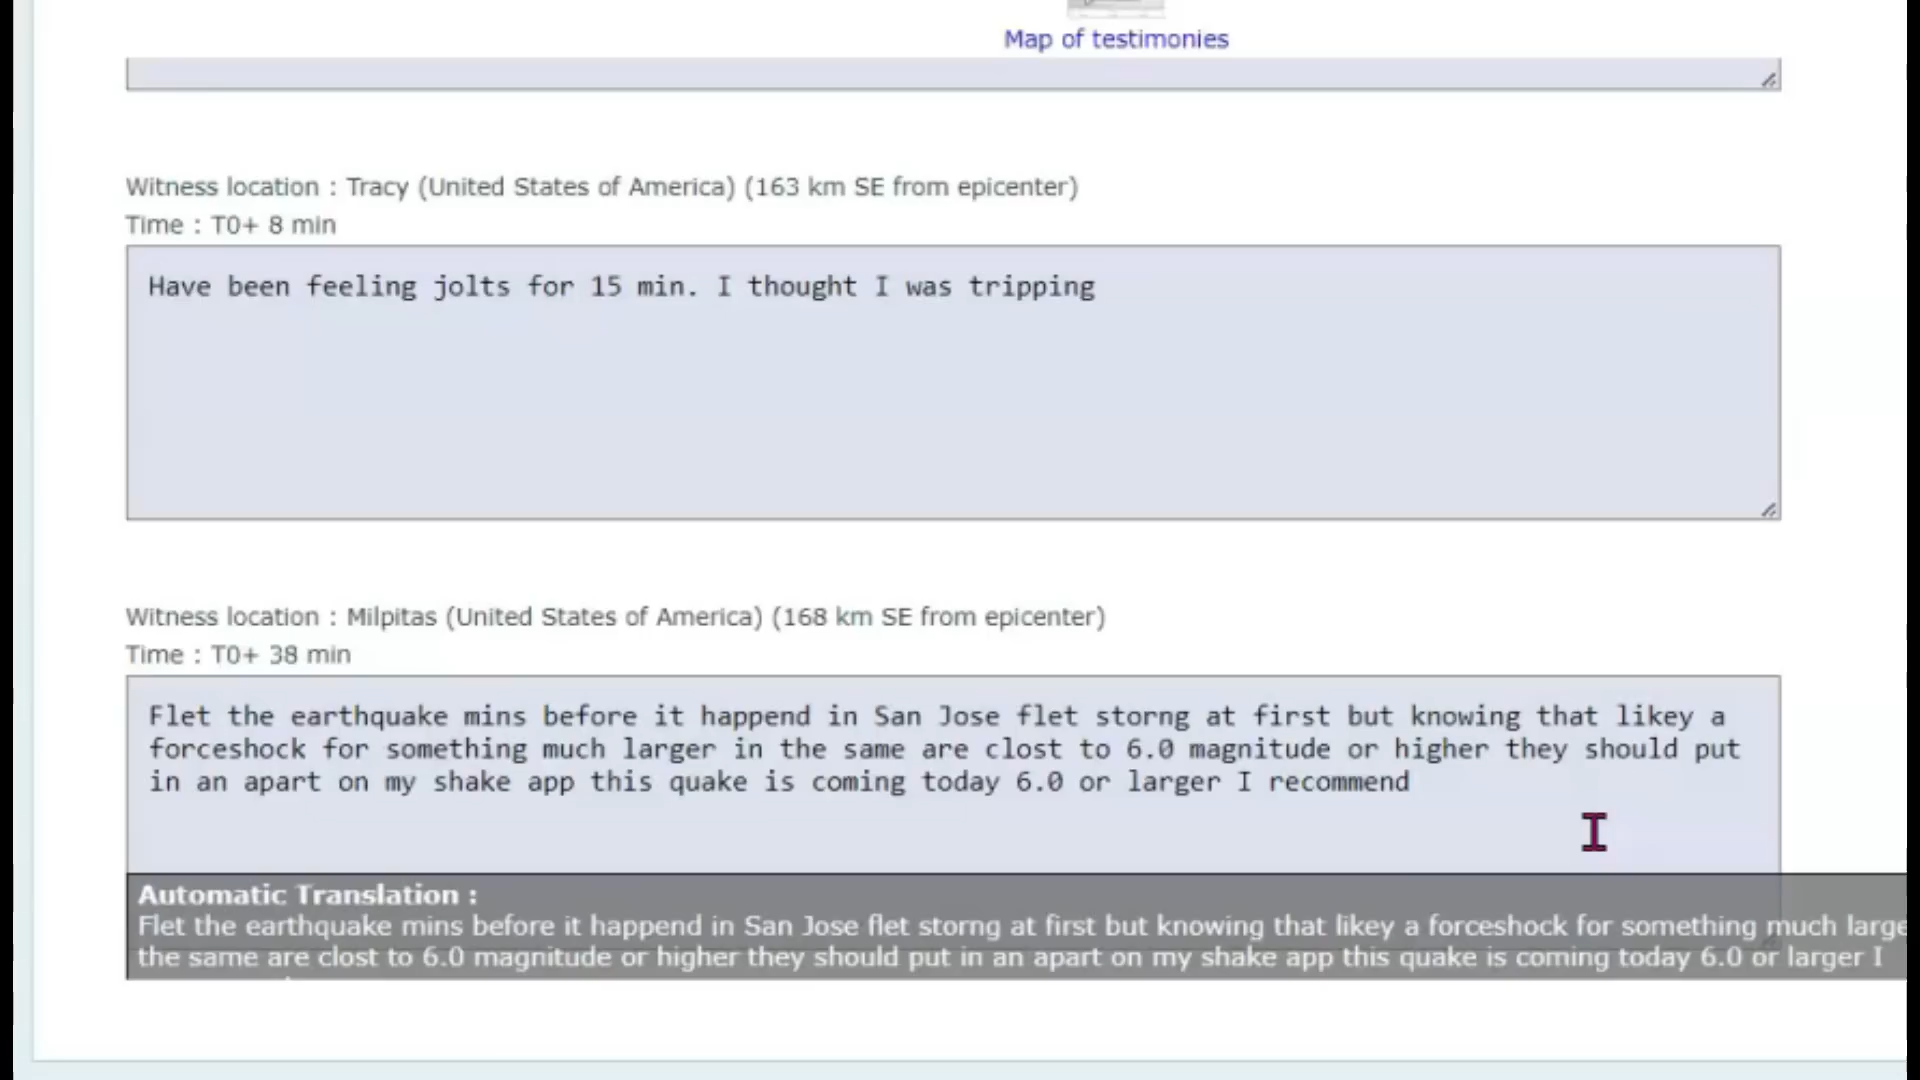 Map of testimonies
Witness location : Tracy (United States of America) (163 km SE from epicenter)
Time : T0+ 8 min
Have been feeling jolts for 15 min. I thought I was tripping
Witness location : Milpitas (United States of America) (168 km SE from epicenter)
Time : T0+ 38 min
Flet the earthquake mins before it happend in San Jose flet storng at first but knowing that likey a
forceshock for something much larger in the same are clost to 6.0 magnitude or higher they should put
in an apart on my shake app this quake is coming today 6.0 or larger I recommend
Automatic Translation :
Flet the earthquake mins before it happend in San Jose flet storng at first but knowing that likey a forceshock for something much large
the same are clost to 6.0 magnitude or higher they should put in an apart on my shake app this quake is coming today 6.0 or larger I